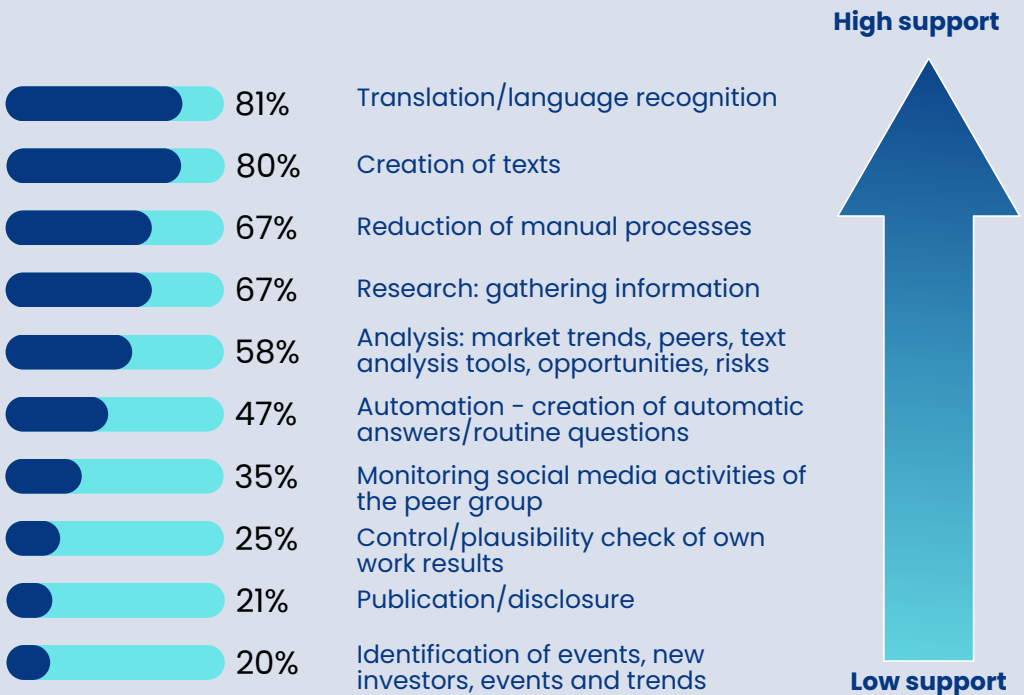 High support
81%
Translation/language recognition
80%
Creation of texts
67%
Reduction of manual processes
67%
Research: gathering information
58%
Analysis: market trends, peers, text
analysis tools, opportunities, risks
47%
Automation - creation of automatic
answers/routine questions
35%
Monitoring social media activities of
the peer group
25%
Control/plausibility check of own
work results
21%
Publication/disclosure
20%
Identification of events, new
investors, events and trends
Low support